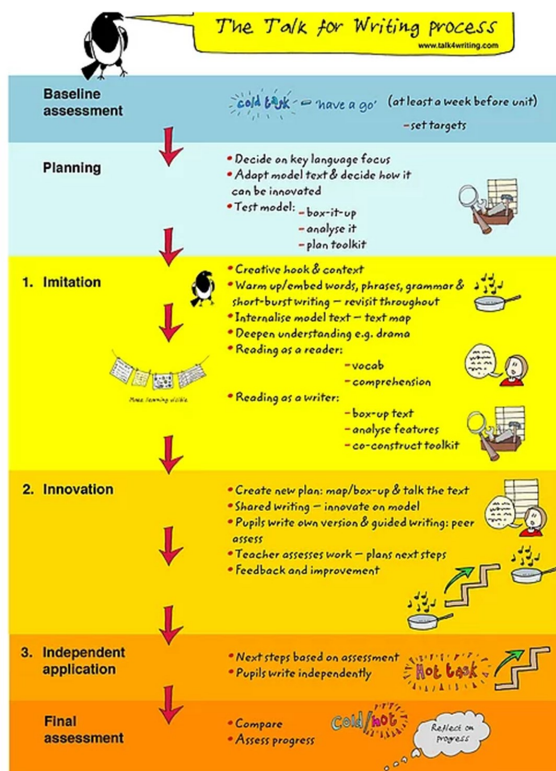 The Talk for Writing process
www.talk4writing.com
Baseline
assessment
cold task – 'have a go'
(at least a week before unit)
– set targets
Planning
• Decide on key language focus
• Adapt model text & decide how it
can be innovated
• Test model:
– box-it-up
– analyse it
– plan toolkit
1. Imitation
• Creative hook & context
• Warm up/embed words, phrases, grammar &
short-burst writing – revisit throughout
• Internalise model text – text map
• Deepen understanding e.g. drama
• Reading as a reader:
– vocab
– comprehension
Make learning visible
• Reading as a writer:
– box-up text
– analyse features
– co-construct toolkit
2. Innovation
• Create new plan: map/box-up & talk the text
• Shared writing – innovate on model
• Pupils write own version & guided writing: peer
assess
• Teacher assesses work – plans next steps
• Feedback and improvement
3. Independent
application
• Next steps based on assessment
• Pupils write independently
Hot task
Final
assessment
• Compare
• Assess progress
Cold/hot
Reflect on
progress